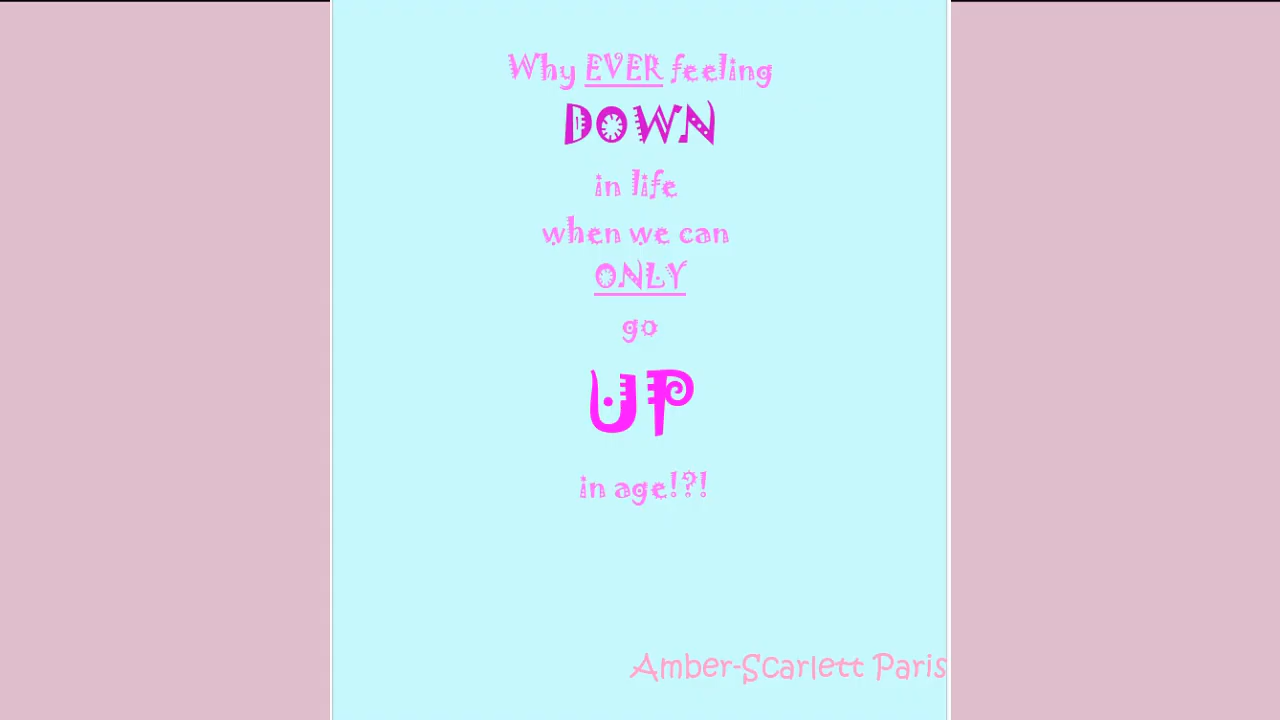 Why EVER feeling
DOWN
in life
when we can
ONLY
go
UP
in age!?!
Amber-Scarlett Paris